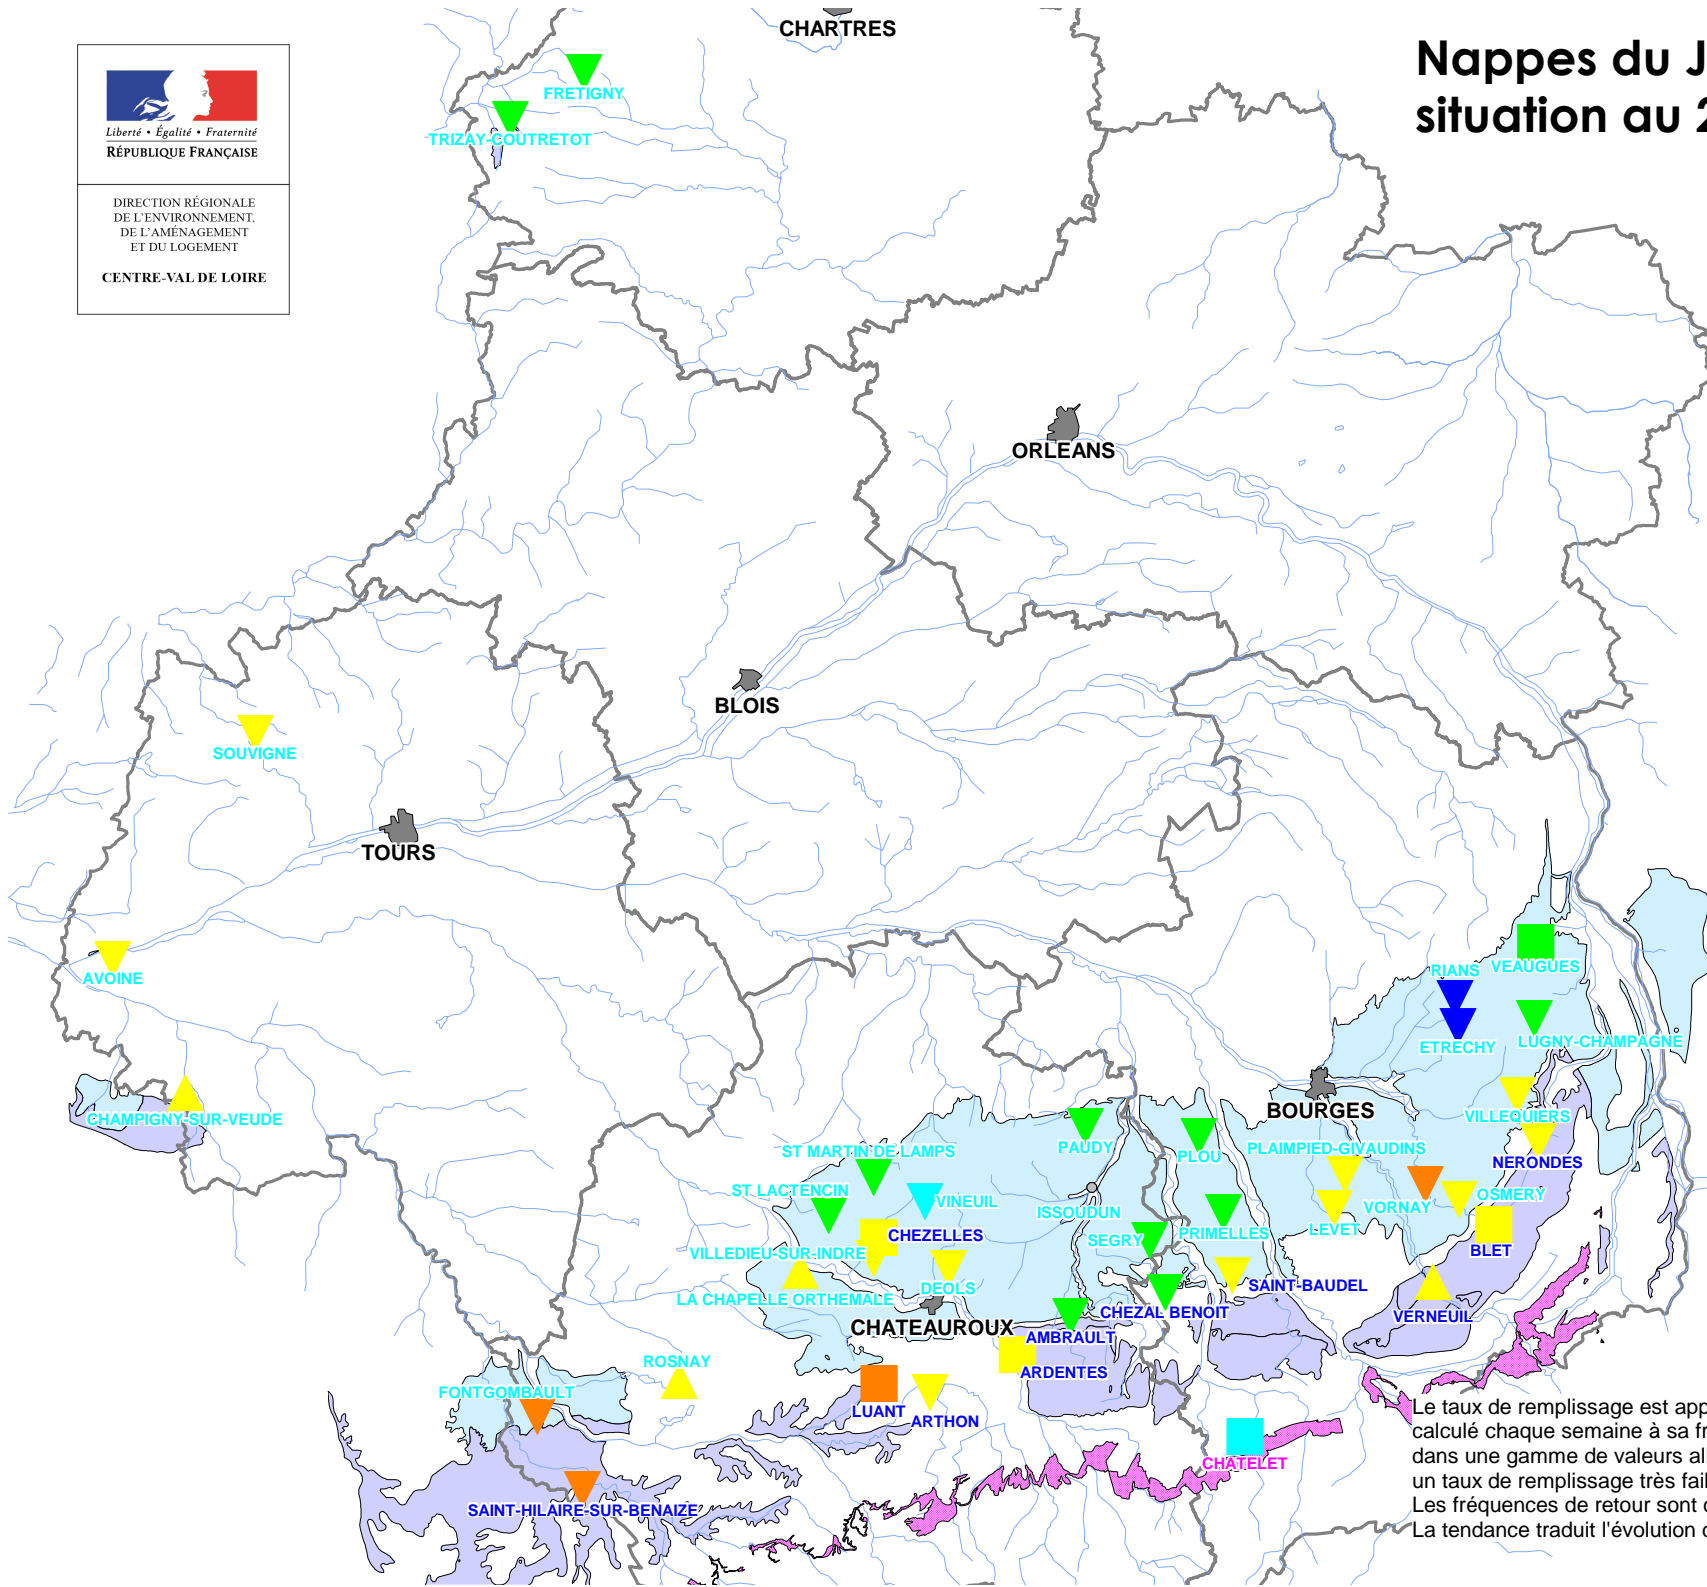 CHARTRES
Nappes du J
situation au 2
FRETIGNY
TRIZAY-COUTRETOT
Liberté • Égalité • Fraternité
RÉPUBLIQUE FRANÇAISE
DIRECTION RÉGIONALE
DE L'ENVIRONNEMENT,
DE L'AMÉNAGEMENT
ET DU LOGEMENT
CENTRE-VAL DE LOIRE
ORLEANS
BLOIS
SOUVIGNE
TOURS
AVOINE
RIANS
VEAUGUES
ETRECHY
LUGNY-CHAMPAGNE
BOURGES
CHAMPIGNY-SUR-VEUDE
VILLEQUIERS
ST MARTIN DE LAMPS
PAUDY
PLOU
PLAIMPIED-GIVAUDINS
NERONDES
ST LACTENCIN
VINEUIL
ISSOUDUN
VORNAY
OSMERY
CHEZELLES
SEGRY
PRIMELLES
LEVET
VILLEDIEU-SUR-INDRE
BLET
DEOLS
SAINT-BAUDEL
LA CHAPELLE ORTHEMALE
CHEZAL BENOIT
VERNEUIL
CHATEAUROUX
AMBRAULT
ROSNAY
ARDENTES
FONTGOMBAULT
LUANT
ARTHON
CHATELET
SAINT-HILAIRE-SUR-BENAIZE
Le taux de remplissage est app
calculé chaque semaine à sa fr
dans une gamme de valeurs al
un taux de remplissage très fail
Les fréquences de retour sont
La tendance traduit l'évolution